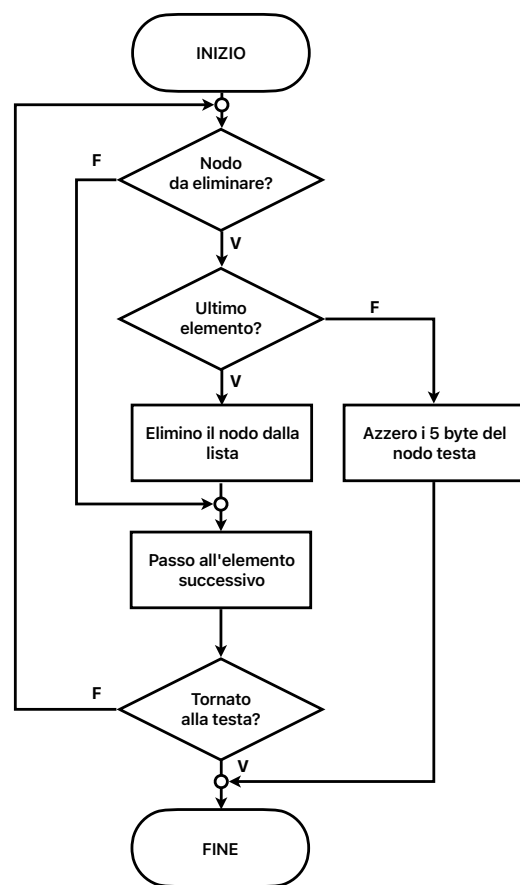 INIZIO
F
Nodo
da eliminare?
V
Ultimo
elemento?
F
V
Elimino il nodo dalla
lista
Azzero i 5 byte del
nodo testa
Passo all'elemento
successivo
F
Tornato
alla testa?
V
FINE